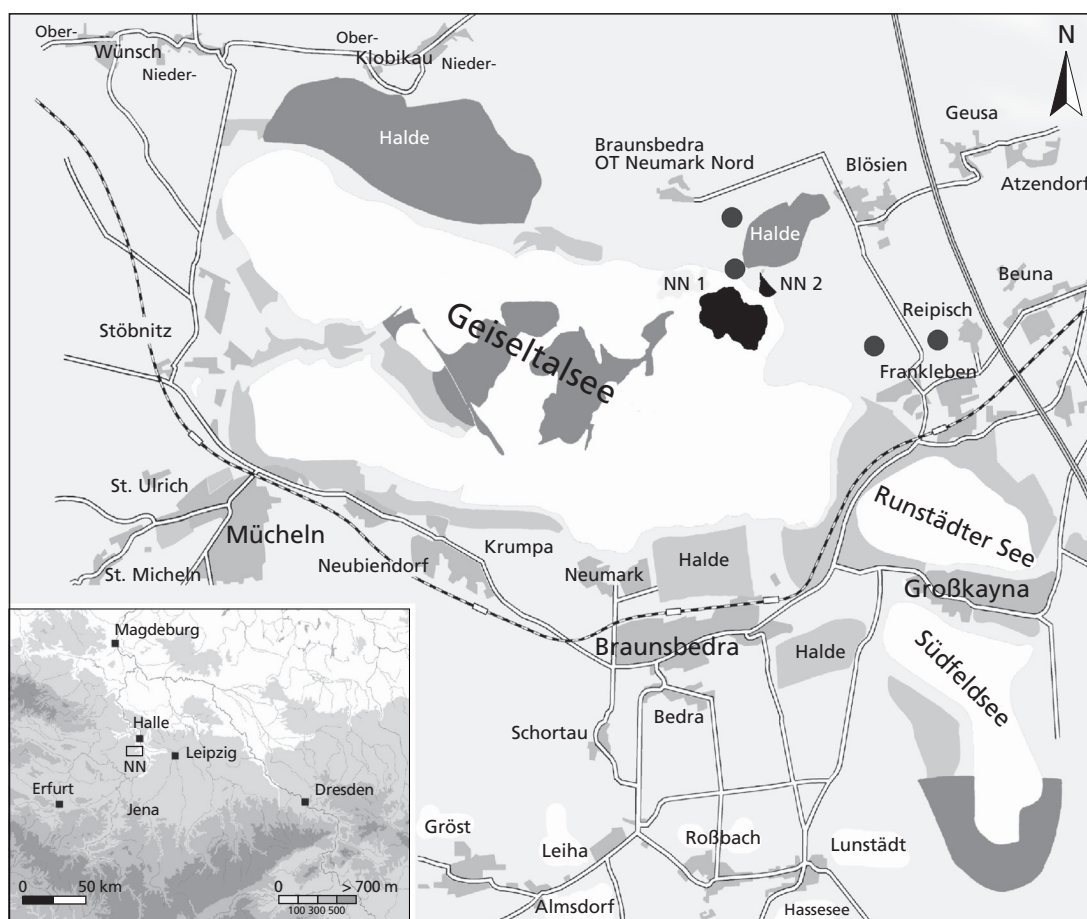 Ober-
Wünsch
Nieder-
Ober-
Klobikau
Nieder-
N
Halde
Braunsbedra
OT Neumark Nord
Geusa
Blösien
Atzendorf
Halde
NN 1
NN 2
Beuna
Reipisch
Frankleben
Stöbnitz
Geiseltalsee
St. Ulrich
Mücheln
St. Micheln
Neubiendorf
Krumpa
Neumark
Halde
Runstädter See
Großkayna
Braunsbedra
Halde
Südfeldsee
Bedra
Schortau
Gröst
Leiha
Roßbach
Lunstädt
Almsdorf
Hassesee
Magdeburg
Halle
NN
Leipzig
Erfurt
Jena
Dresden
0 50 km
0 >700 m
100 300 500